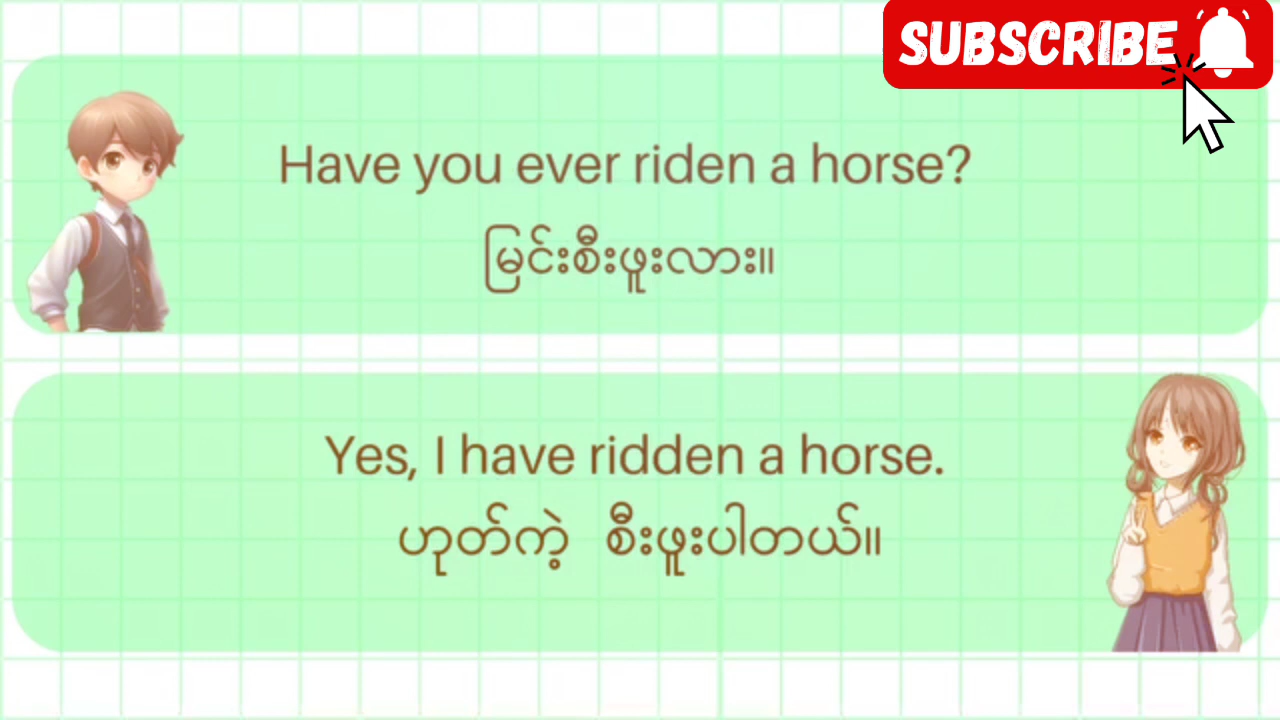 SUBSCRIBE
Have you ever riden a horse?
မြင်းစီးဖူးလား။
Yes, I have ridden a horse.
ဟုတ်ကဲ့ စီးဖူးပါတယ်။